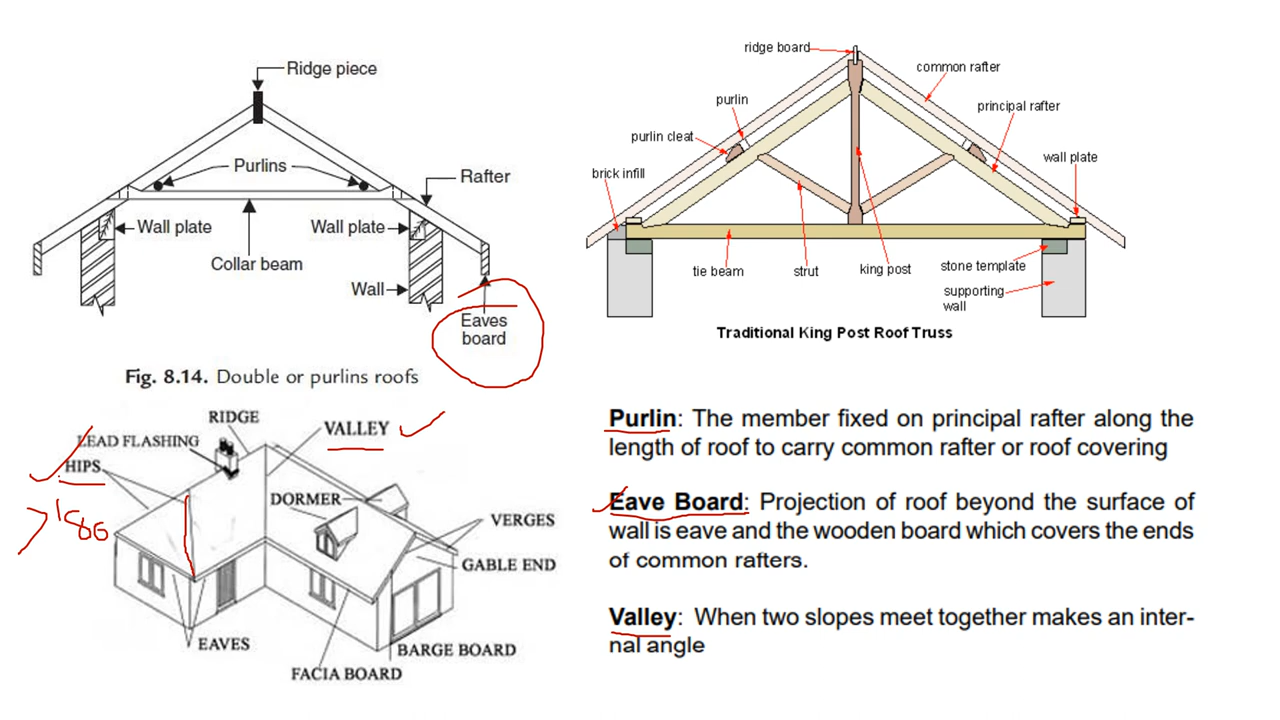 Ridge piece
Purlins
Rafter
Wall plate
Wall plate
Collar beam
Wall
Eaves
board
Fig. 8.14. Double or purlins roofs
ridge board
common rafter
purlin
principal rafter
purlin cleat
wall plate
brick infill
tie beam
strut
king post
stone template
supporting
wall
Traditional King Post Roof Truss
RIDGE
VALLEY
LEAD FLASHING
HIPS
DORMER
VERGES
GABLE END
EAVES
BARGE BOARD
FACIA BOARD
Purlin: The member fixed on principal rafter along the
length of roof to carry common rafter or roof covering
Eave Board: Projection of roof beyond the surface of
wall is eave and the wooden board which covers the ends
of common rafters.
Valley: When two slopes meet together makes an inter-
nal angle